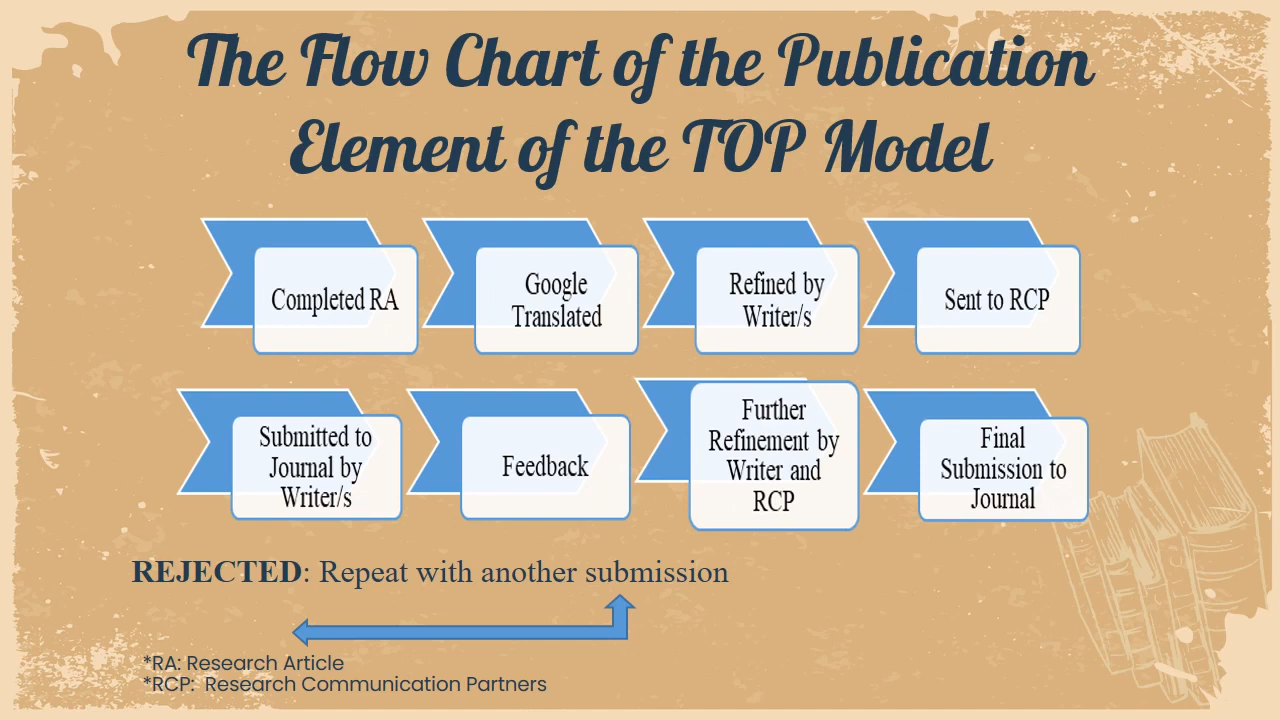 The Flow Chart of the Publication
Element of the TOP Model
Completed RA
Google
Translated
Refined by
Writer/s
Sent to RCP
Submitted to
Journal by
Writer/s
Feedback
Further
Refinement by
Writer and
RCP
Final
Submission to
Journal
REJECTED: Repeat with another submission
*RA: Research Article
*RCP: Research Communication Partners